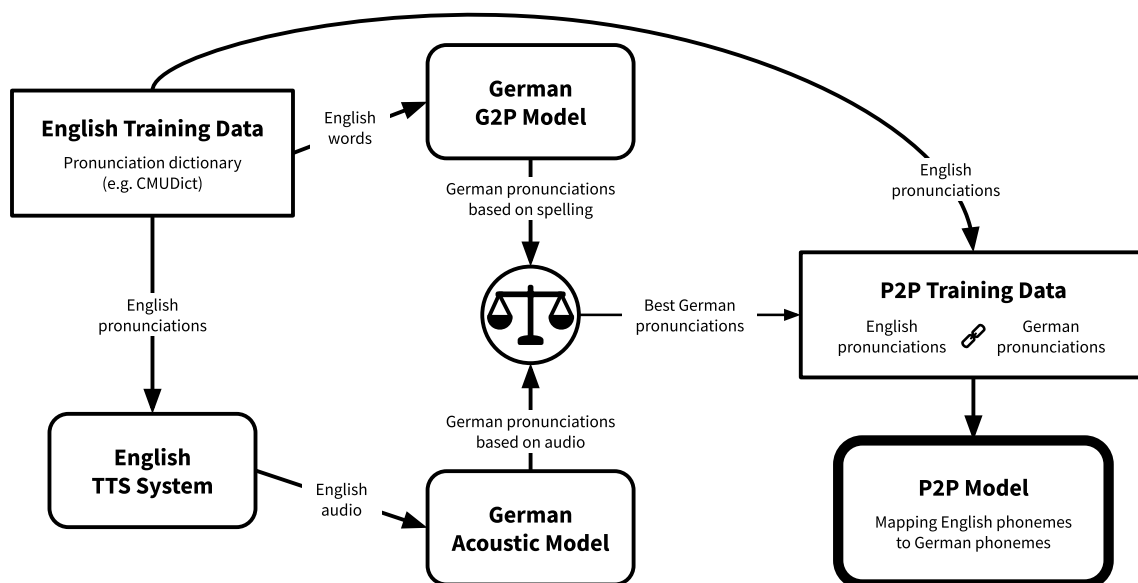 English Training Data
Pronunciation dictionary
(e.g. CMUDict)
English
words
German
G2P Model
German pronunciations
based on spelling
English
pronunciations
English
pronunciations
Best German
pronunciations
P2P Training Data
English
pronunciations
German
pronunciations
German pronunciations
based on audio
English
TTS System
English
audio
German
Acoustic Model
P2P Model
Mapping English phonemes
to German phonemes